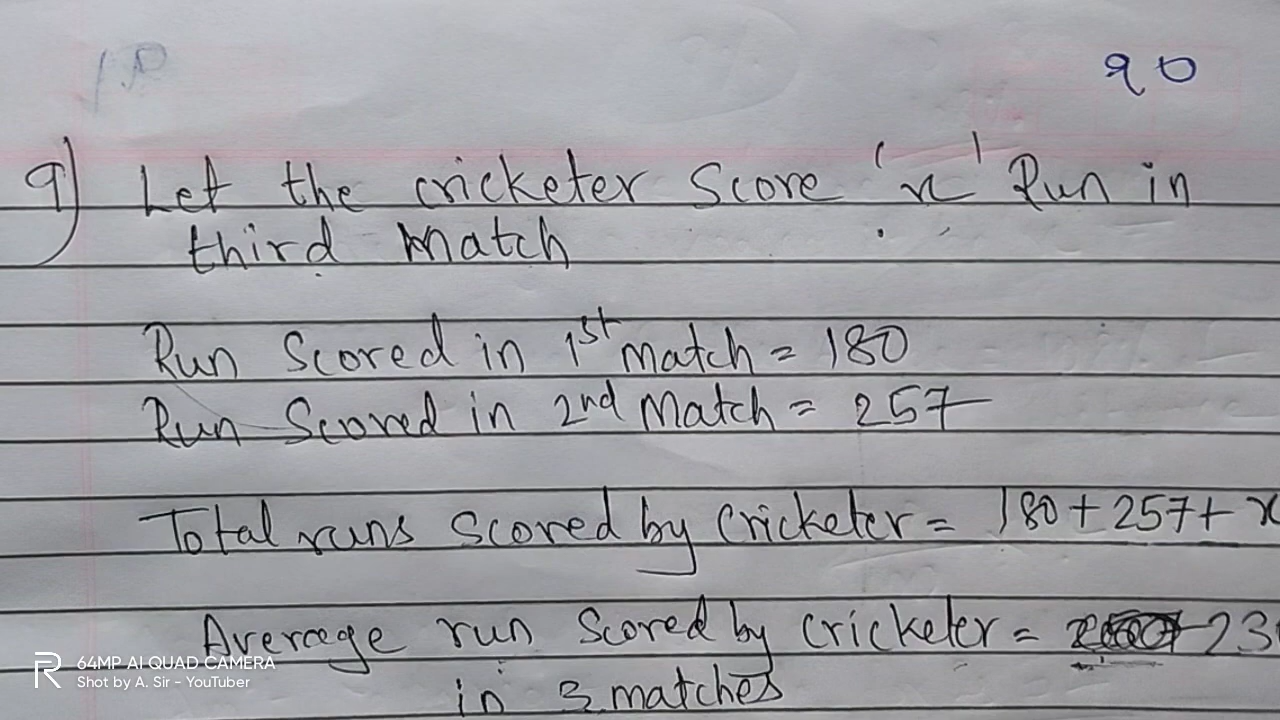 90
9) Let the cricketer Score 'x' Run in
third Match
Run Scored in 1st match = 180
Run Scored in 2nd Match = 257
Total runs scored by cricketer = 180 + 257 + x
Average run scored by cricketer = 23
in 3 matches
64MP AI QUAD CAMERA
Shot by A. Sir - YouTuber